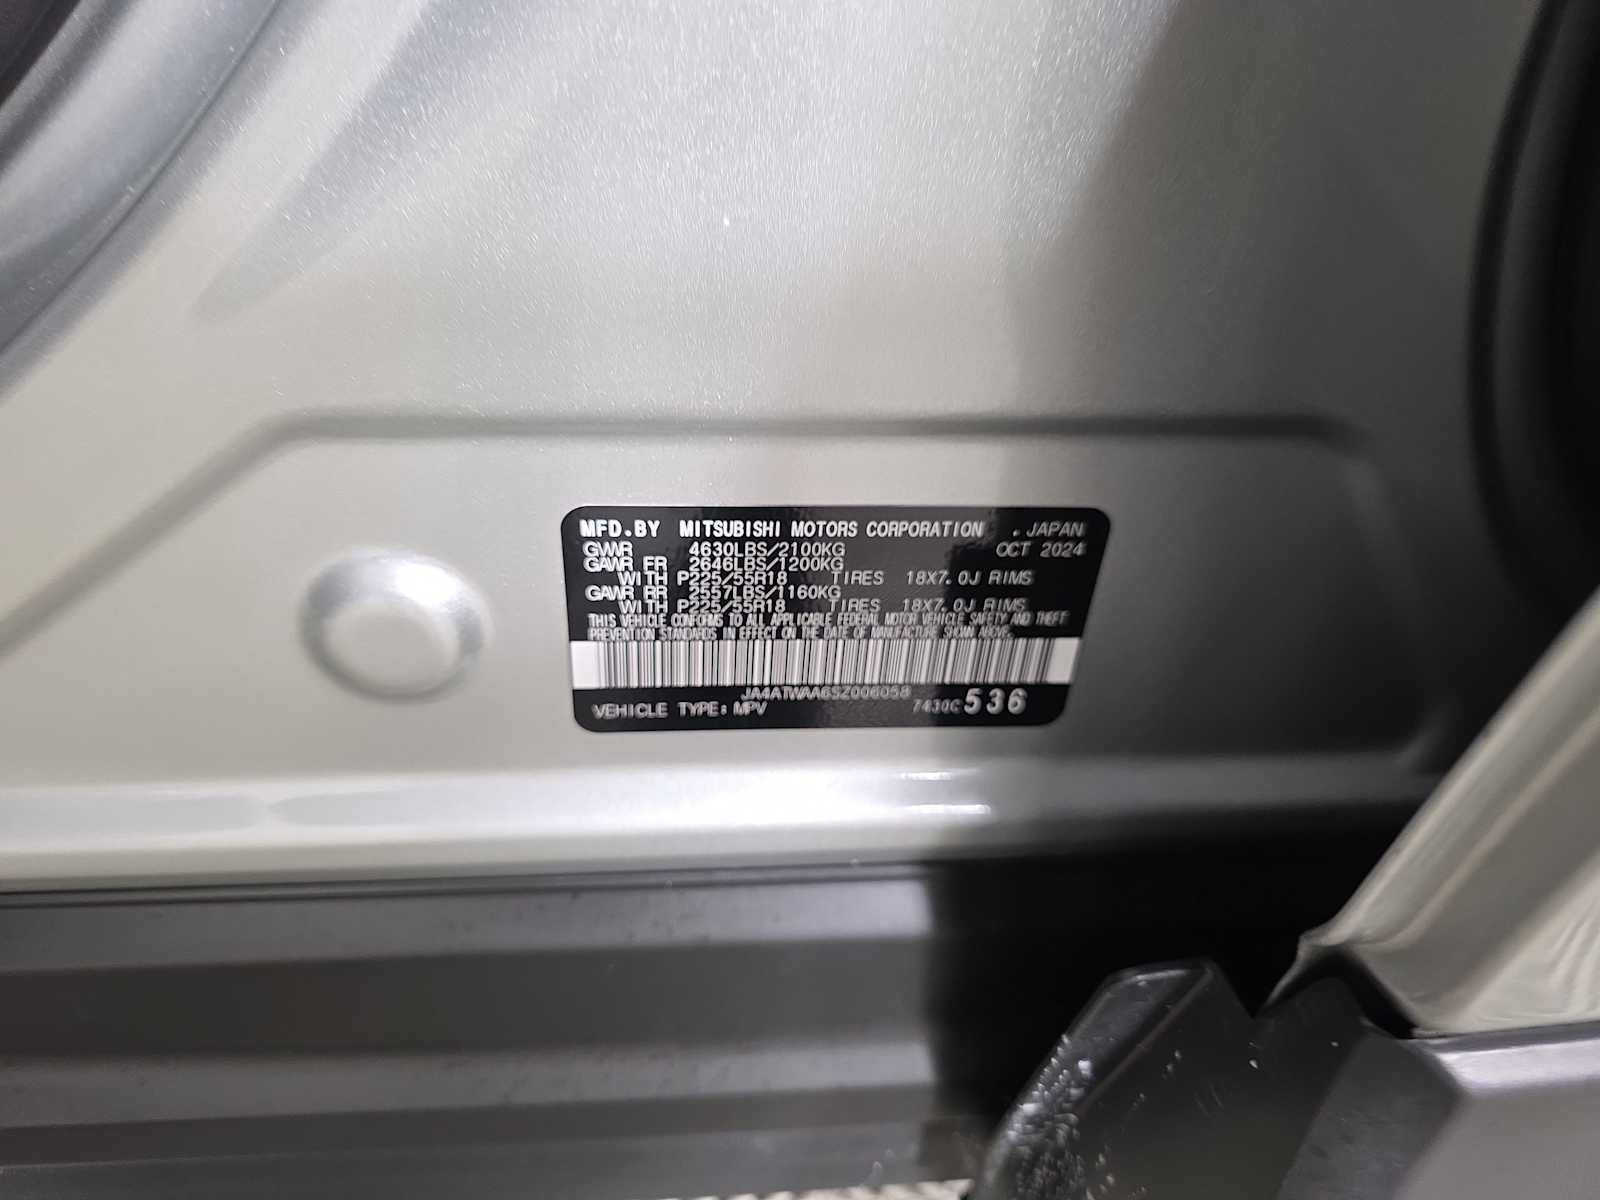 MFD.BY MITSUBISHI MOTORS CORPORATION .JAPAN
GVWR 4630LBS/2100KG OCT 2024
GAWR FR 2646LBS/1200KG
WITH P225/55R18 TIRES 18X7.0J RIMS
GAWR RR 2557LBS/1160KG
WITH P225/55R18 TIRES 18X7.0J RIMS
THIS VEHICLE CONFORMS TO ALL APPLICABLE FEDERAL MOTOR VEHICLE SAFETY AND THEFT
PREVENTION STANDARDS IN EFFECT ON THE DATE OF MANUFACTURE SHOWN ABOVE.
JA4ATWAA6SZ006058
VEHICLE TYPE: MPV 7430C 536